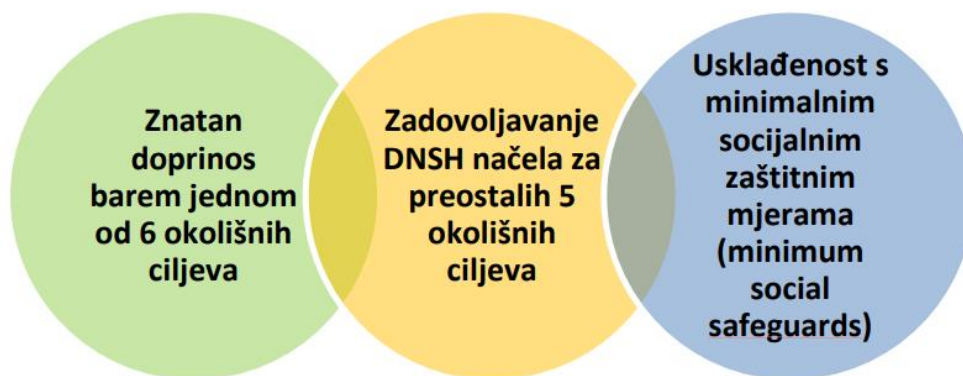 Znatan
doprinos
barem jednom
od 6 okolišnih
ciljeva
Zadovoljavanje
DNSH načela za
preostalih 5
okolišnih
ciljeva
Usklađenost s
minimalnim
socijalnim
zaštitnim
mjerama
(minimum
social
safeguards)